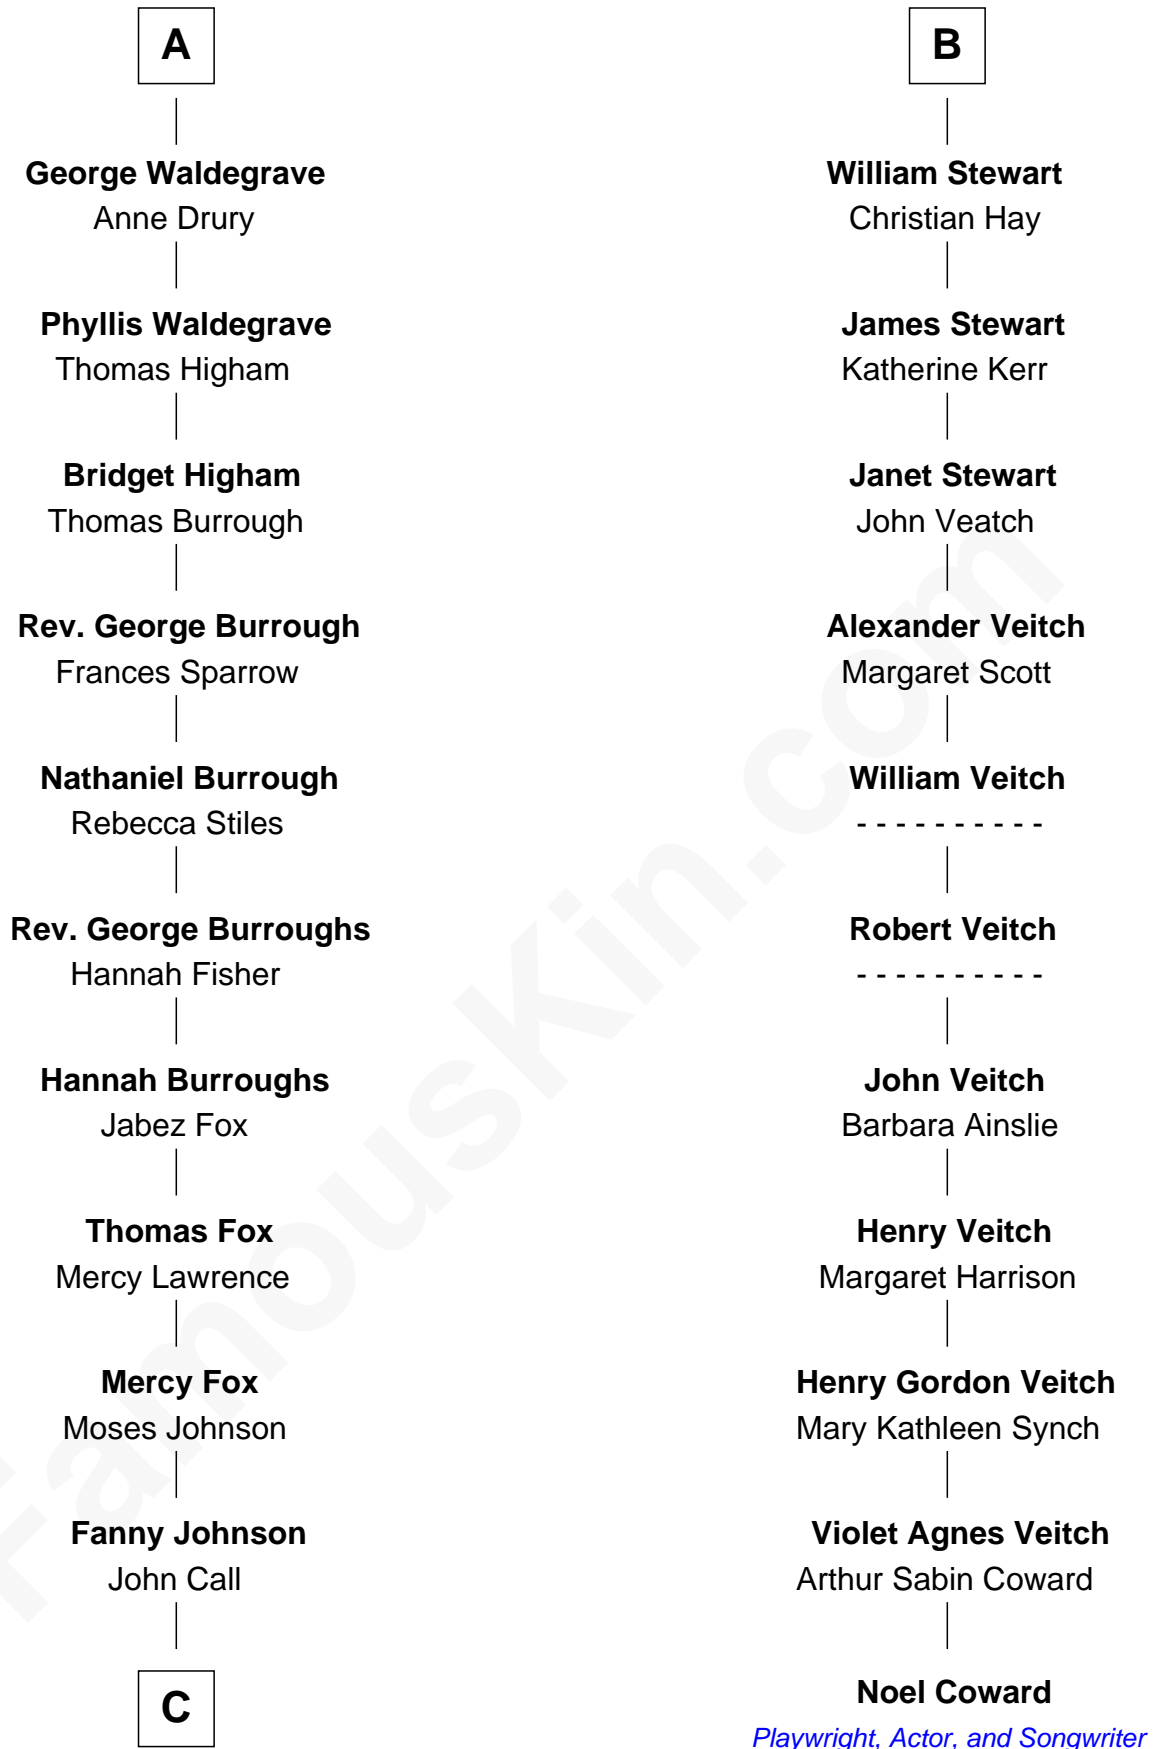 A
George Waldegrave
Anne Drury
Phyllis Waldegrave
Thomas Higham
Bridget Higham
Thomas Burrough
Rev. George Burrough
Frances Sparrow
Nathaniel Burrough
Rebecca Stiles
Rev. George Burroughs
Hannah Fisher
Hannah Burroughs
Jabez Fox
Thomas Fox
Mercy Lawrence
Mercy Fox
Moses Johnson
Fanny Johnson
John Call
C
B
William Stewart
Christian Hay
James Stewart
Katherine Kerr
Janet Stewart
John Veatch
Alexander Veitch
Margaret Scott
William Veitch
- - - - - - - - - -
Robert Veitch
- - - - - - - - - -
John Veitch
Barbara Ainslie
Henry Veitch
Margaret Harrison
Henry Gordon Veitch
Mary Kathleen Synch
Violet Agnes Veitch
Arthur Sabin Coward
Noel Coward
Playwright, Actor, and Songwriter
FamousKin.com